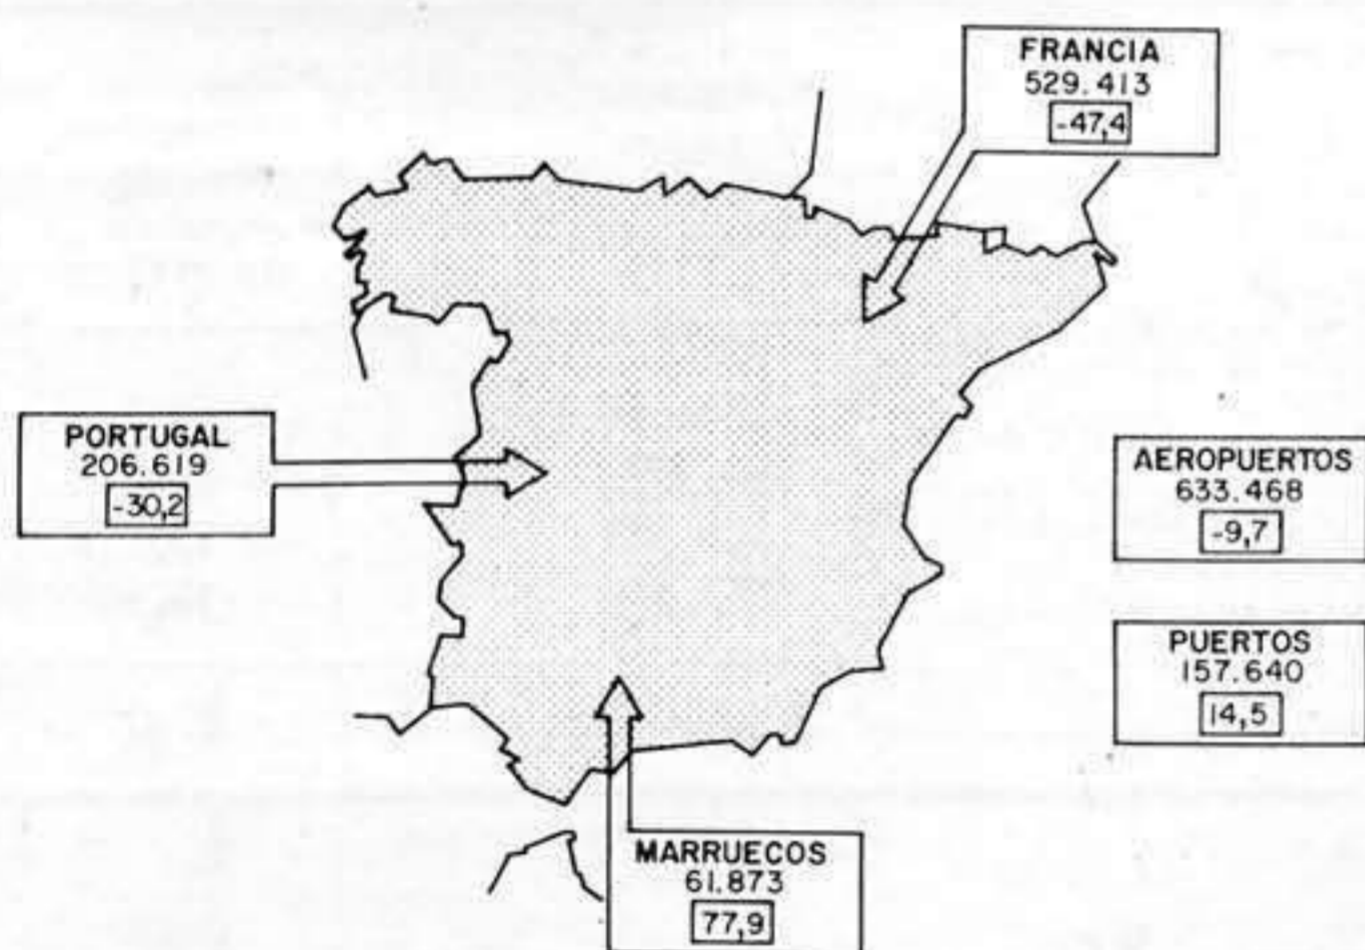 FRANCIA
529.413
-47,4
PORTUGAL
206.619
-30,2
AEROPUERTOS
633.468
-9,7
PUERTOS
157.640
14,5
MARRUECOS
61.873
77,9